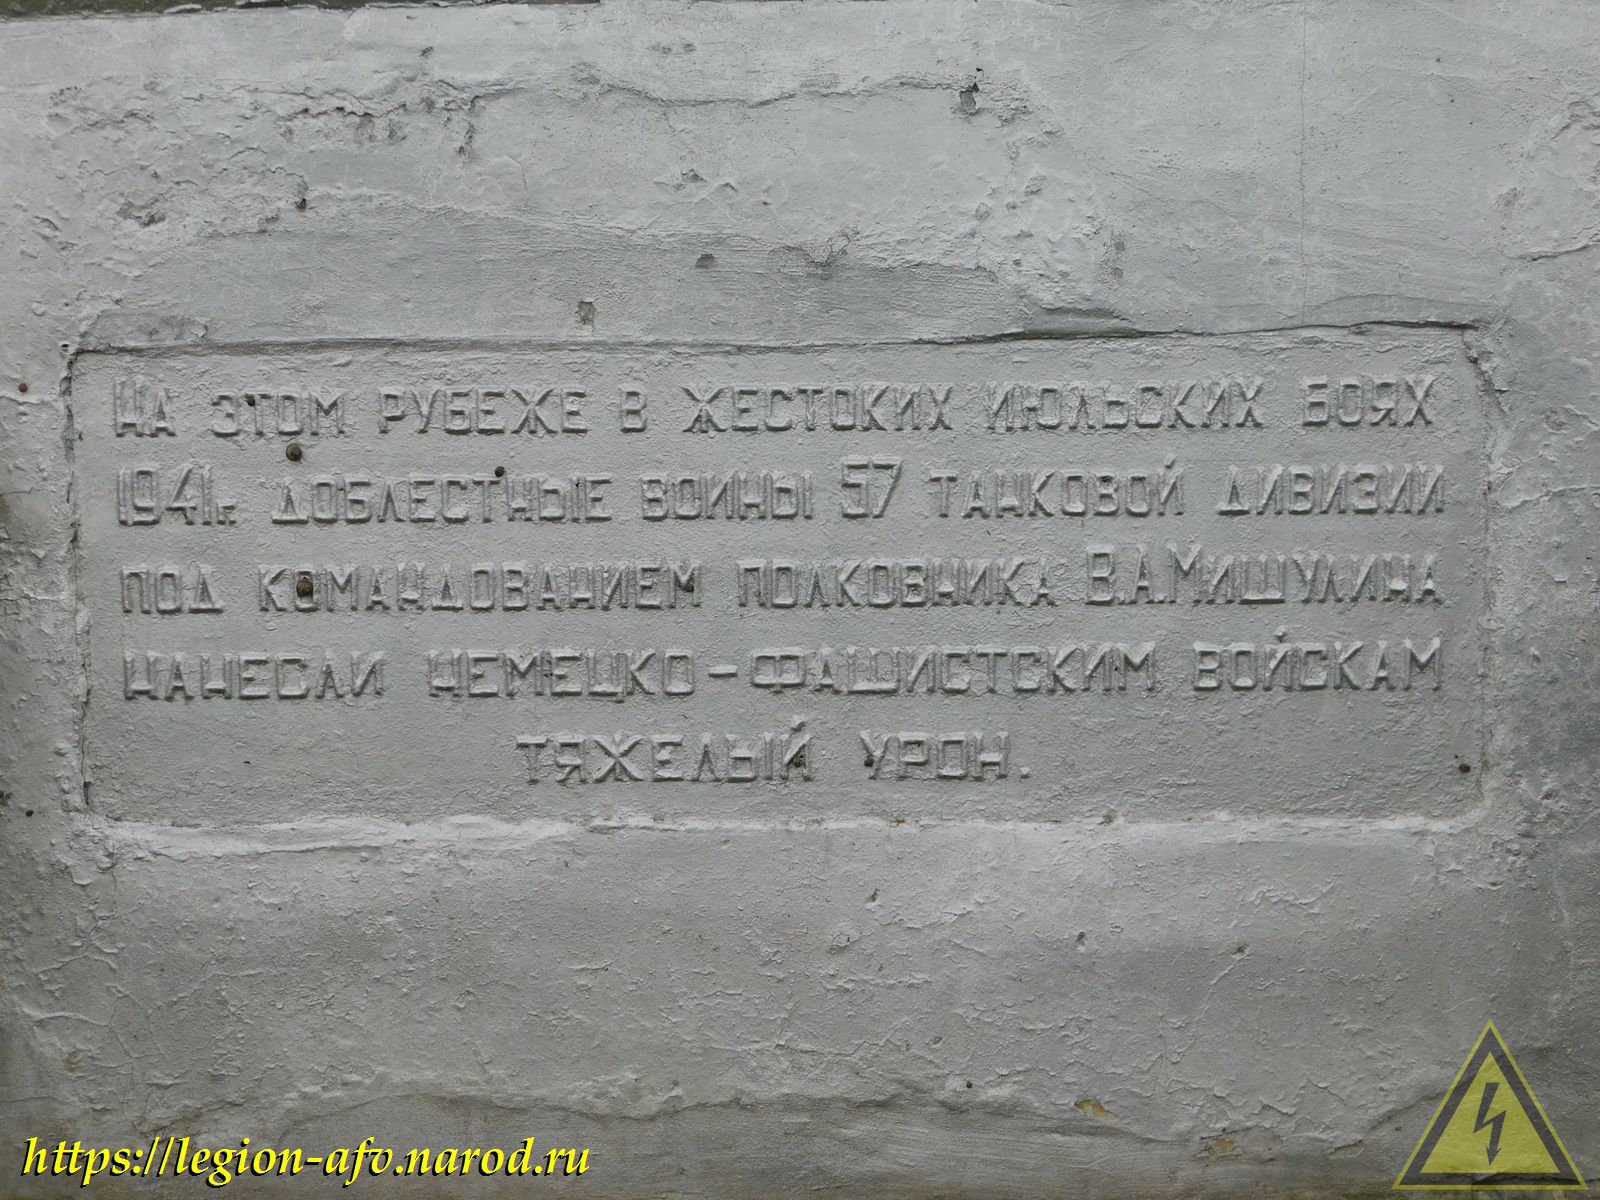 На этом рубеже в жестоких июльских боях
1941г. доблестные воины 57 танковой дивизии
под командованием полковника В.А.Мишулина
нанесли немецко-фашистским войскам
тяжелый урон.
https://legion-afv.narod.ru